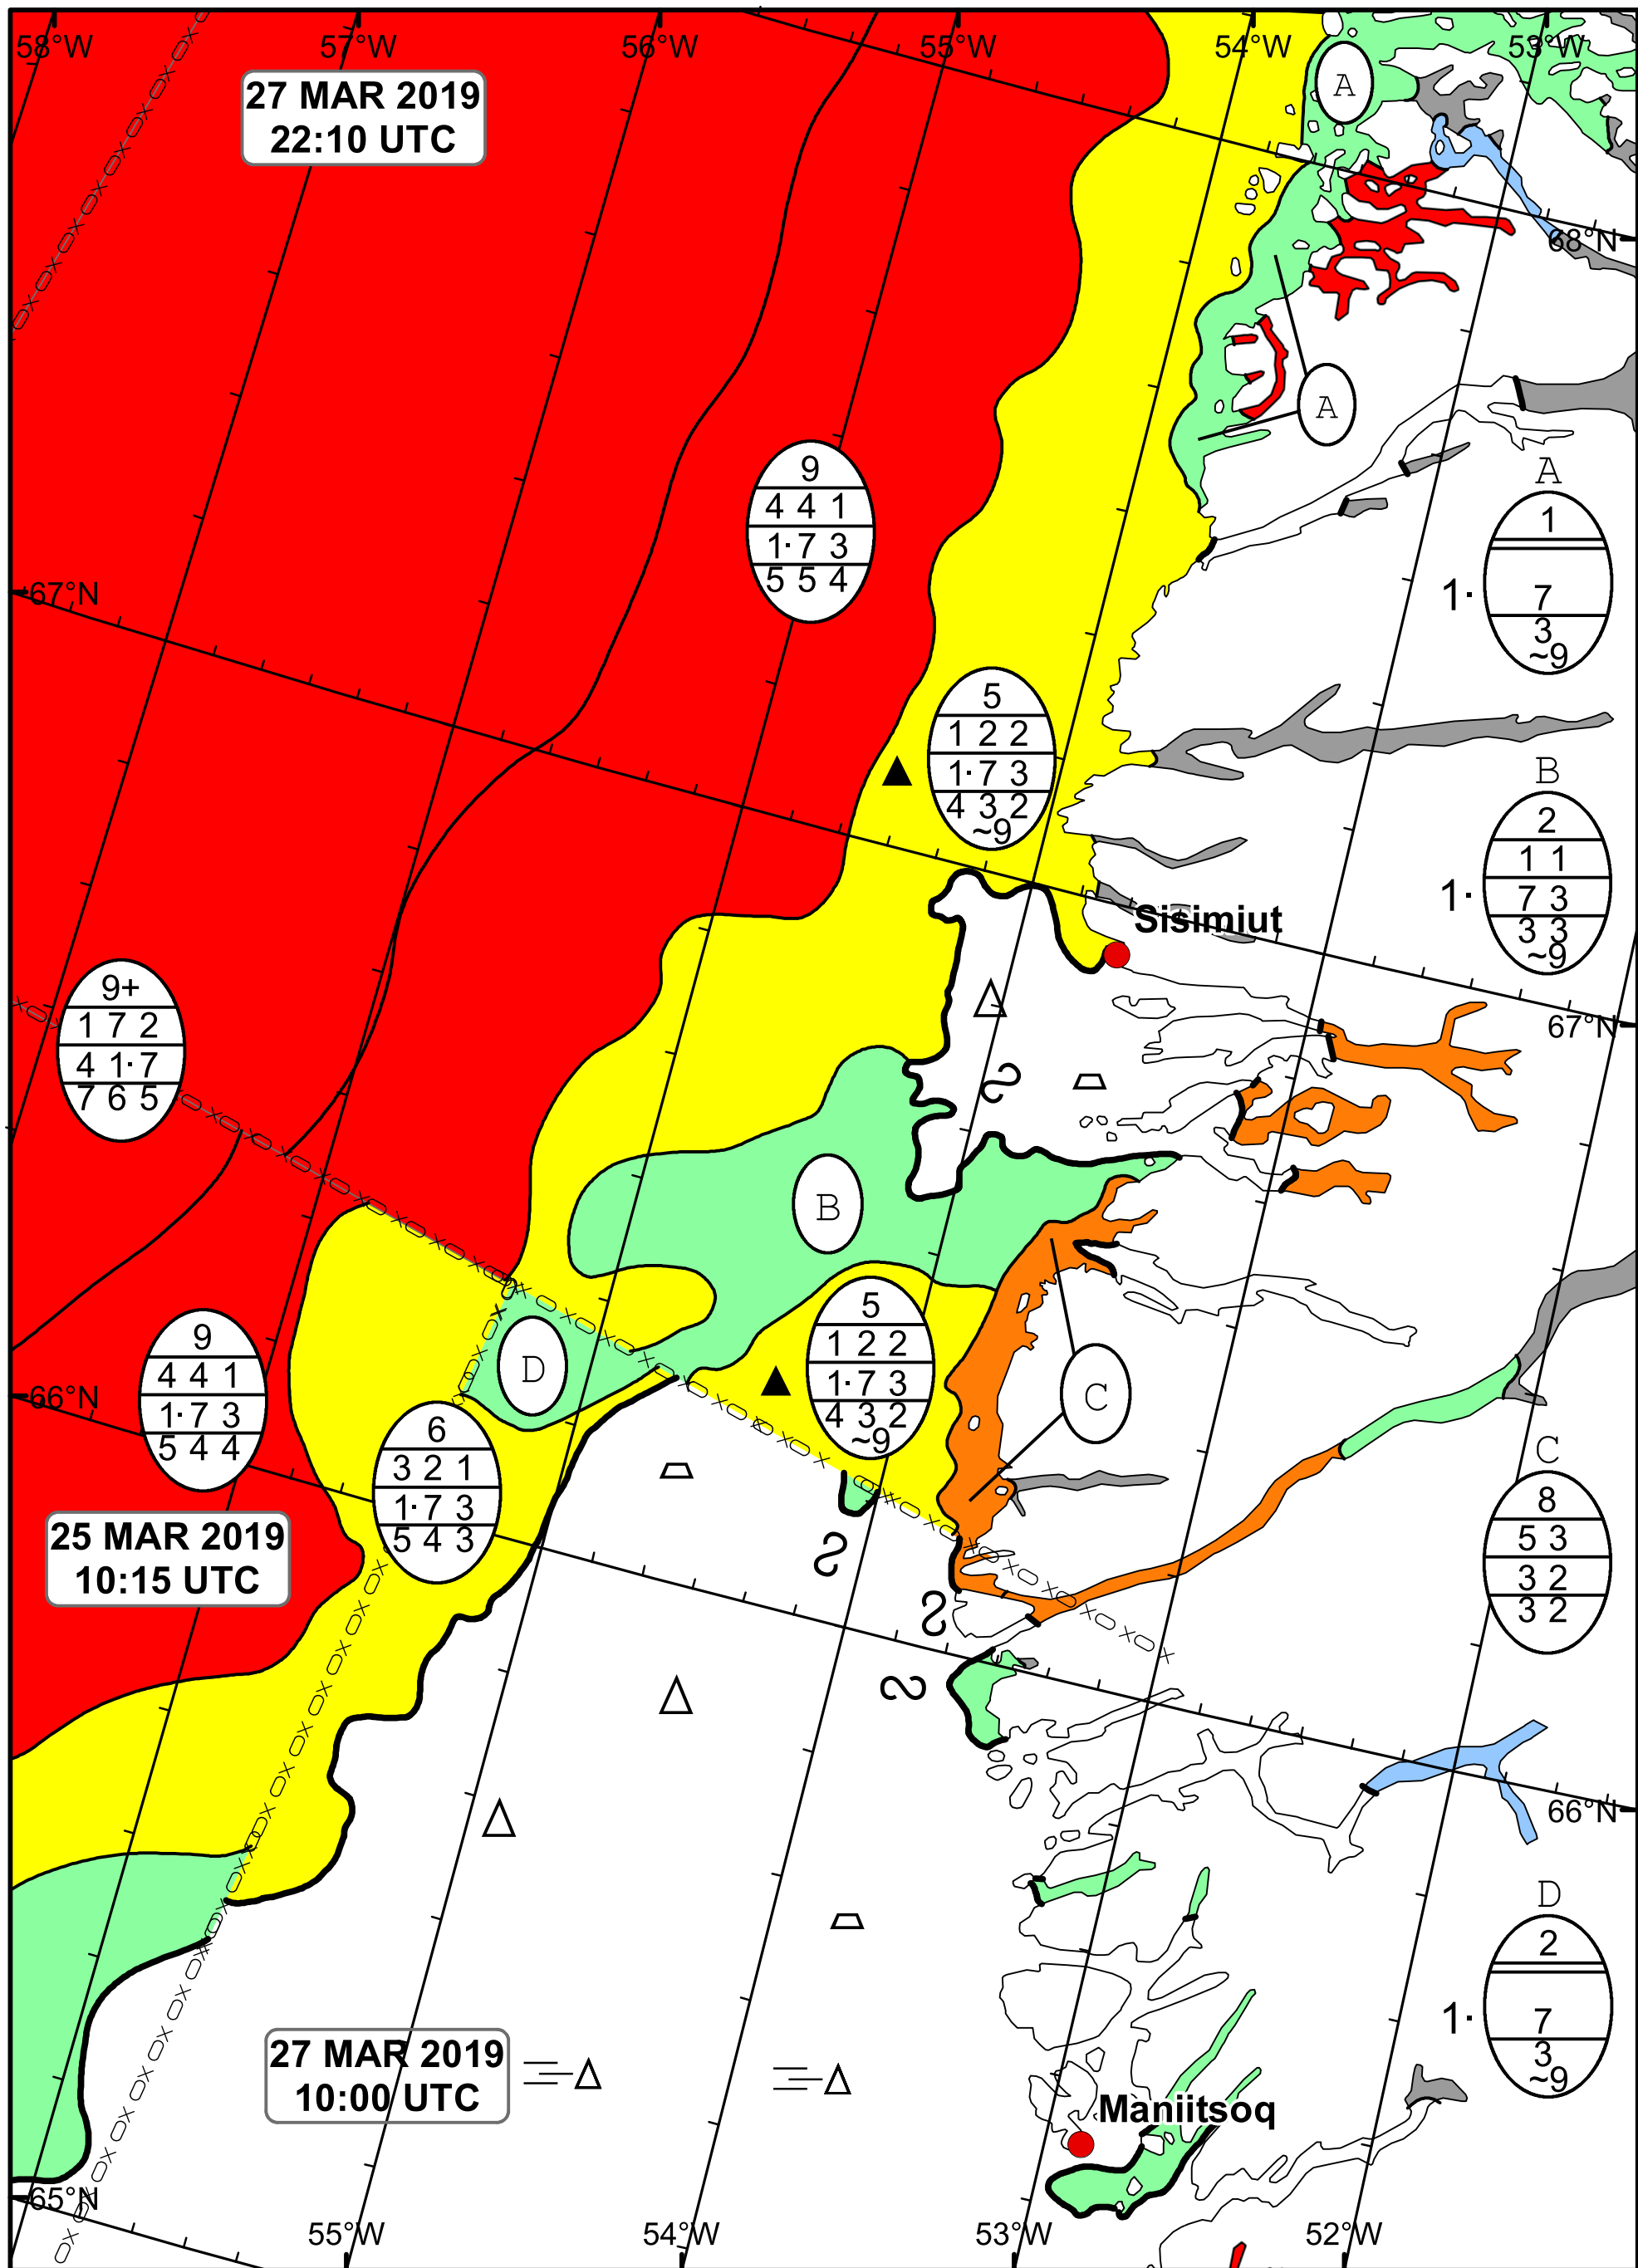 58°W 57°W 56°W 55°W 54°W 53°W
27 MAR 2019
22:10 UTC
A
68°N
A
9
4 4 1
1· 7 3
5 5 4
A
1
1·
7
3
~9
67°N
5
1 2 2
1· 7 3
4 3 2
~9
B
2
1 1
1·
7 3
3 3
~9
Sisimiut
9+
1 7 2
4 1· 7
7 6 5
67°N
B
D
5
1 2 2
1· 7 3
4 3 2
~9
9
4 4 1
1· 7 3
5 4 4
66°N
C
6
3 2 1
1· 7 3
5 4 3
C
8
5 3
3 2
3 2
25 MAR 2019
10:15 UTC
66°N
D
2
1·
7
3
~9
27 MAR 2019
10:00 UTC
Maniitsoq
65°N
55°W 54°W 53°W 52°W